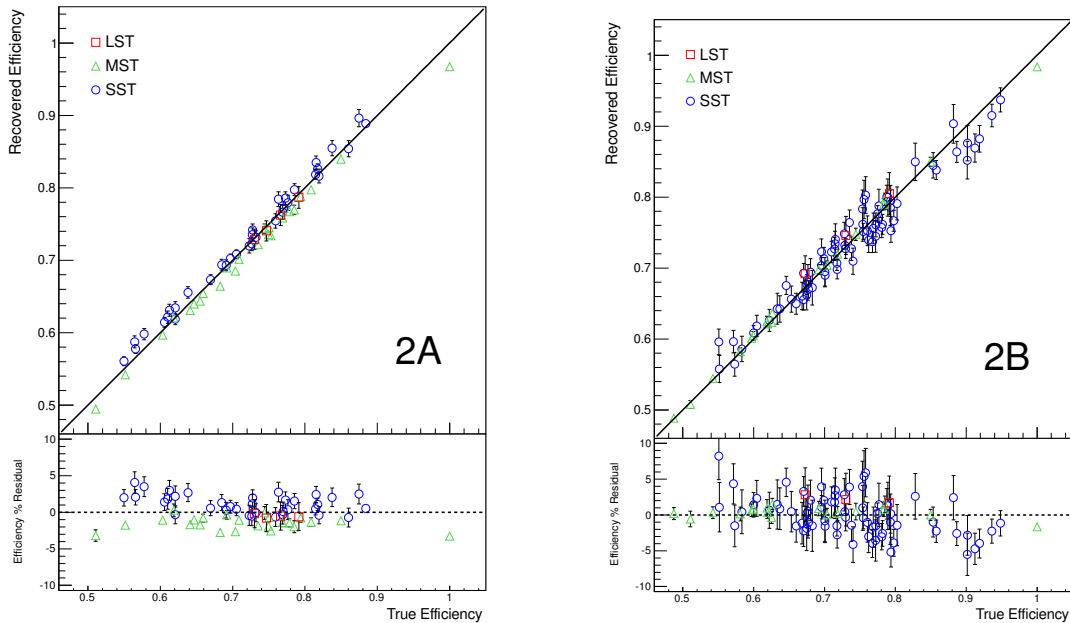 Recovered Efficiency
1
0.9
0.8
0.7
0.6
0.5
LST
MST
SST
2A
Efficiency % Residual
10
5
0
-5
-10
0.5 0.6 0.7 0.8 0.9 1
True Efficiency
Recovered Efficiency
1
0.9
0.8
0.7
0.6
0.5
LST
MST
SST
2B
Efficiency % Residual
10
5
0
-5
-10
0.5 0.6 0.7 0.8 0.9 1
True Efficiency